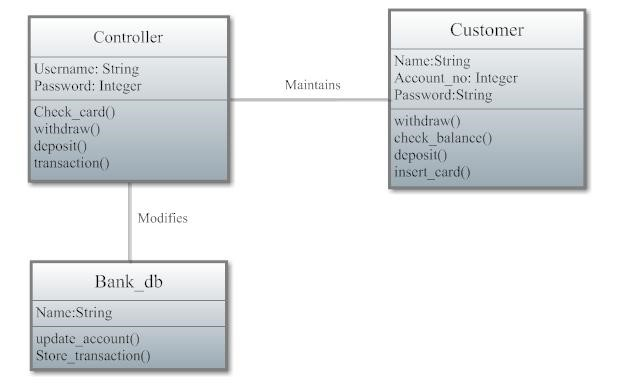 Controller
Username: String
Password: Integer
Check_card()
withdraw()
deposit()
transaction()
Maintains
Customer
Name:String
Account_no: Integer
Password:String
withdraw()
check_balance()
deposit()
insert_card()
Modifies
Bank_db
Name:String
update_account()
Store_transaction()